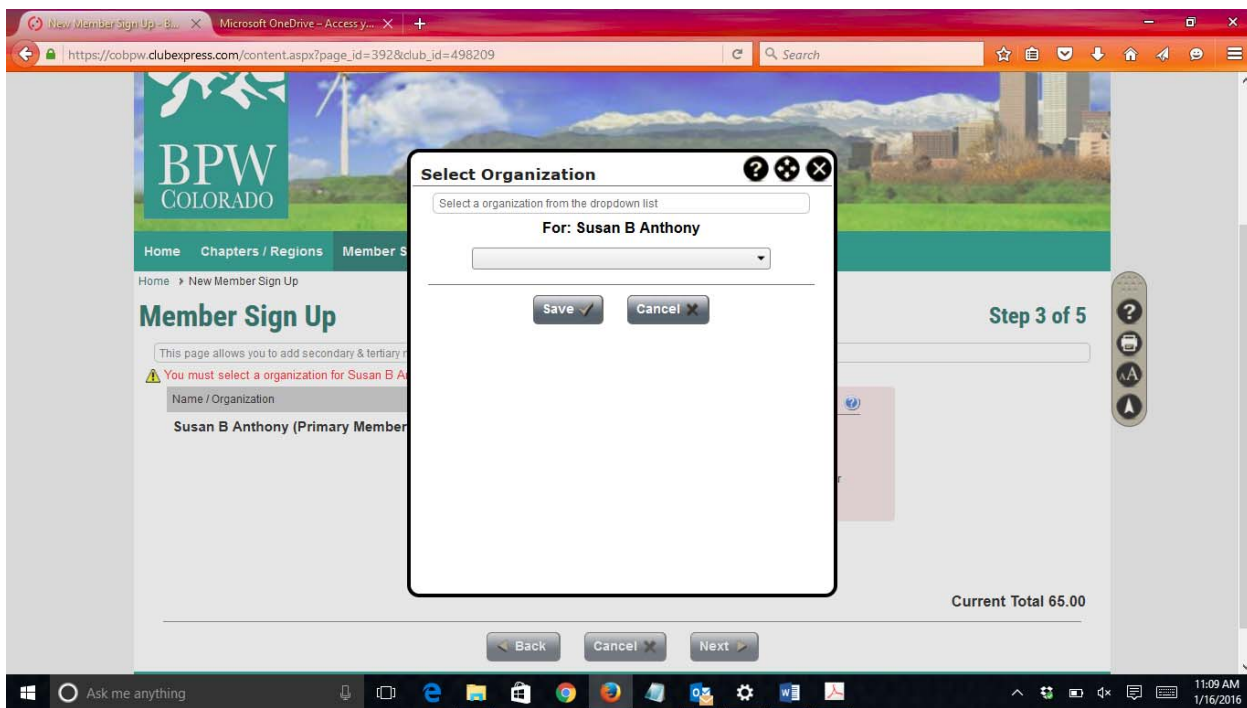 New Member Sign Up - B...
Microsoft OneDrive - Access y...
https://cobpw.clubexpress.com/content.aspx?page_id=392&club_id=498209
Search
BPW
COLORADO
Select Organization
Select a organization from the dropdown list
For: Susan B Anthony
Save
Cancel
Home Chapters / Regions Member S
Home New Member Sign Up
Member Sign Up
Step 3 of 5
This page allows you to add secondary & tertiary
You must select a organization for Susan B A
Name / Organization
Susan B Anthony (Primary Member
r
Current Total 65.00
Back Cancel Next
Ask me anything
11:09 AM
1/16/2016